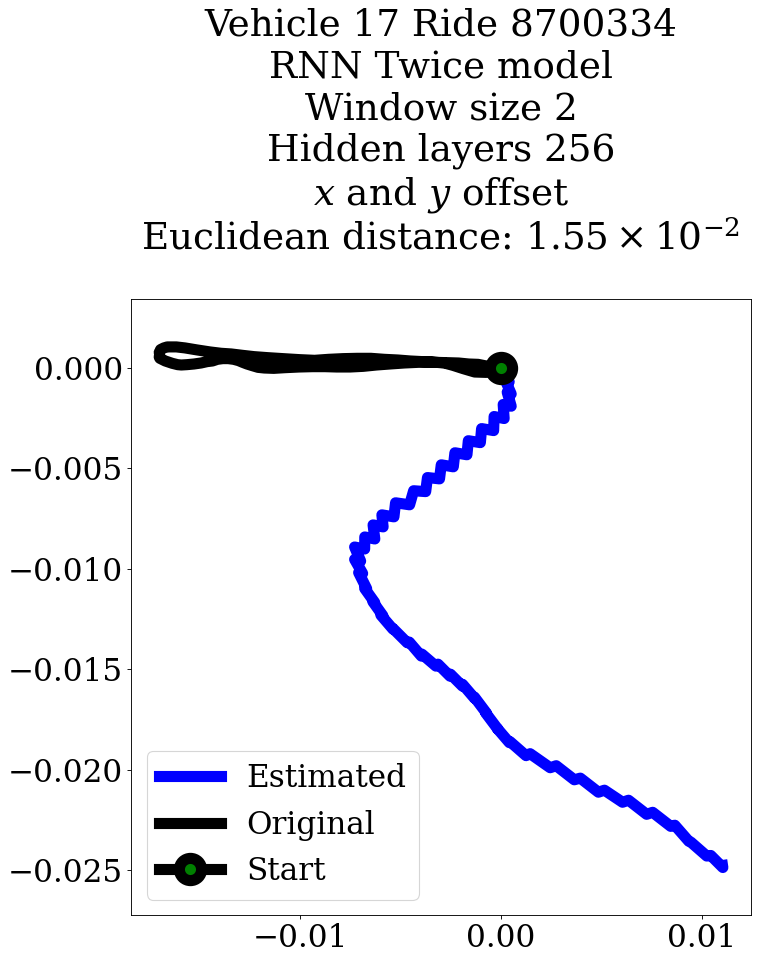 Vehicle 17 Ride 8700334
RNN Twice model
Window size 2
Hidden layers 256
x and y offset
Euclidean distance: 1.55 × 10⁻²
0.000
−0.005
−0.010
−0.015
−0.020
−0.025
Estimated
Original
Start
−0.01 0.00 0.01